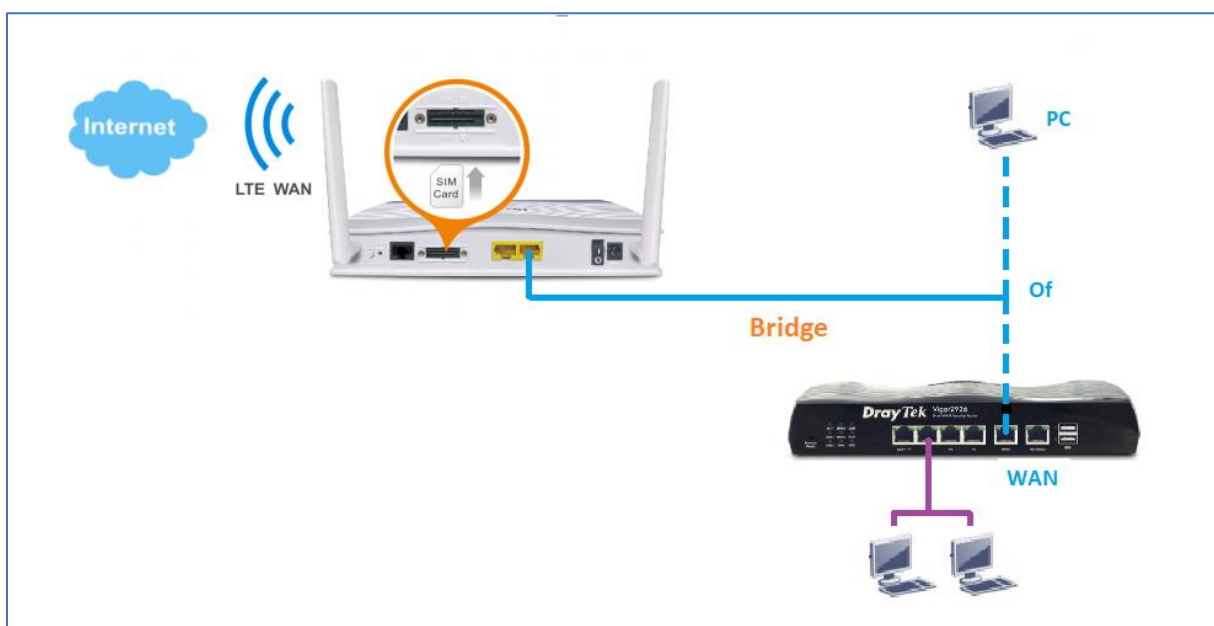 Internet
LTE WAN
SIM
Card
PC
Of
Bridge
DrayTek
Vigor2926
WAN